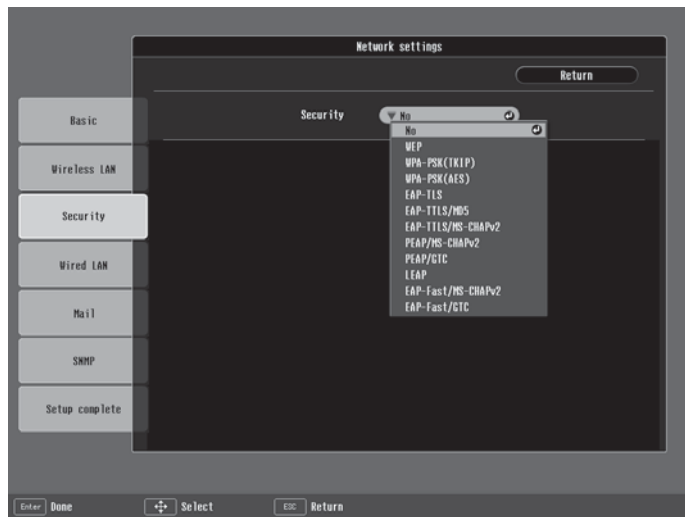 Network settings
Return
Basic
Wireless LAN
Security
Wired LAN
Mail
SNMP
Setup complete
Security
No
No
WEP
WPA-PSK(TKIP)
WPA-PSK(AES)
EAP-TLS
EAP-TTLS/MD5
EAP-TTLS/MS-CHAPv2
PEAP/MS-CHAPv2
PEAP/GTC
LEAP
EAP-Fast/MS-CHAPv2
EAP-Fast/GTC
Enter Done Select ESC Return